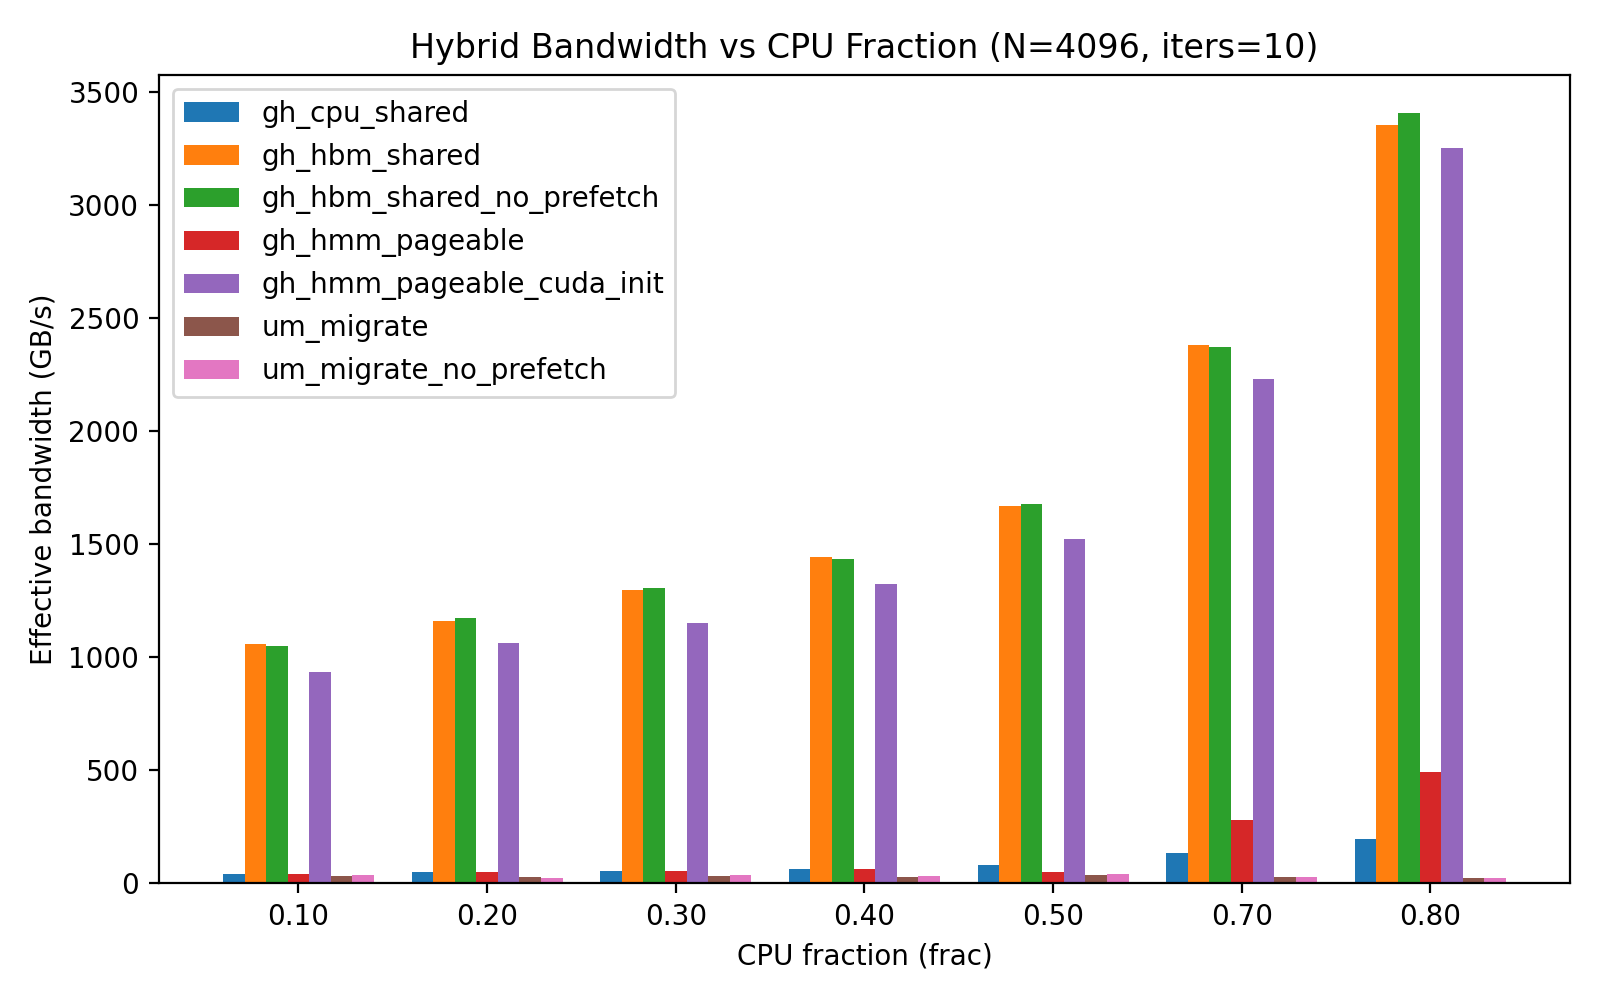 Hybrid Bandwidth vs CPU Fraction (N=4096, iters=10)
gh_cpu_shared
gh_hbm_shared
gh_hbm_shared_no_prefetch
gh_hmm_pageable
gh_hmm_pageable_cuda_init
um_migrate
um_migrate_no_prefetch
Effective bandwidth (GB/s)
3500
3000
2500
2000
1500
1000
500
0
0.10 0.20 0.30 0.40 0.50 0.70 0.80
CPU fraction (frac)